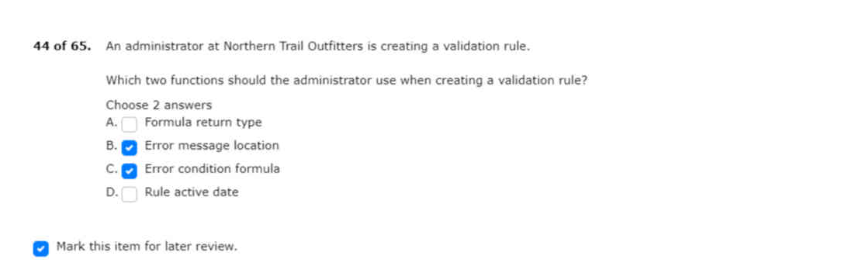 44 of 65. An administrator at Northern Trail Outfitters is creating a validation rule.
Which two functions should the administrator use when creating a validation rule?
Choose 2 answers
A. Formula return type
B. Error message location
C. Error condition formula
D. Rule active date
Mark this item for later review.